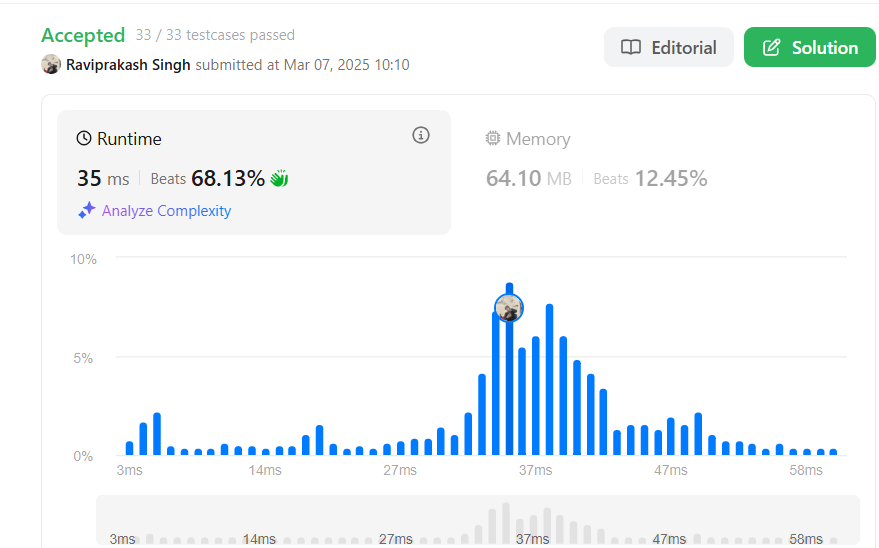 Accepted 33 / 33 testcases passed
Editorial
Solution
Raviprakash Singh submitted at Mar 07, 2025 10:10
Runtime
35 ms | Beats 68.13%
Analyze Complexity
Memory
64.10 MB | Beats 12.45%
10%
5%
0%
3ms 14ms 27ms 37ms 47ms 58ms
3ms 14ms 27ms 37ms 47ms 58ms